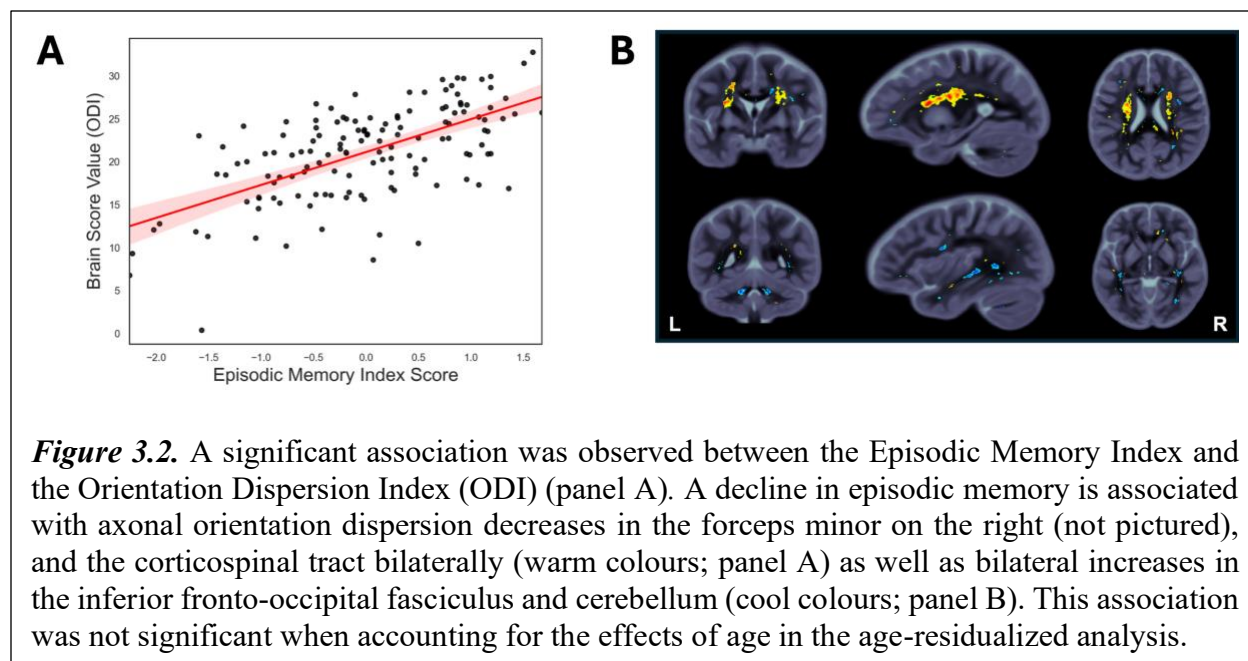 A
B
30
25
20
15
10
5
0
Brain Score Value (ODI)
−2.0 −1.5 −1.0 −0.5 0.0 0.5 1.0 1.5
Episodic Memory Index Score
L
R
Figure 3.2. A significant association was observed between the Episodic Memory Index and
the Orientation Dispersion Index (ODI) (panel A). A decline in episodic memory is associated
with axonal orientation dispersion decreases in the forceps minor on the right (not pictured),
and the corticospinal tract bilaterally (warm colours; panel A) as well as bilateral increases in
the inferior fronto-occipital fasciculus and cerebellum (cool colours; panel B). This association
was not significant when accounting for the effects of age in the age-residualized analysis.